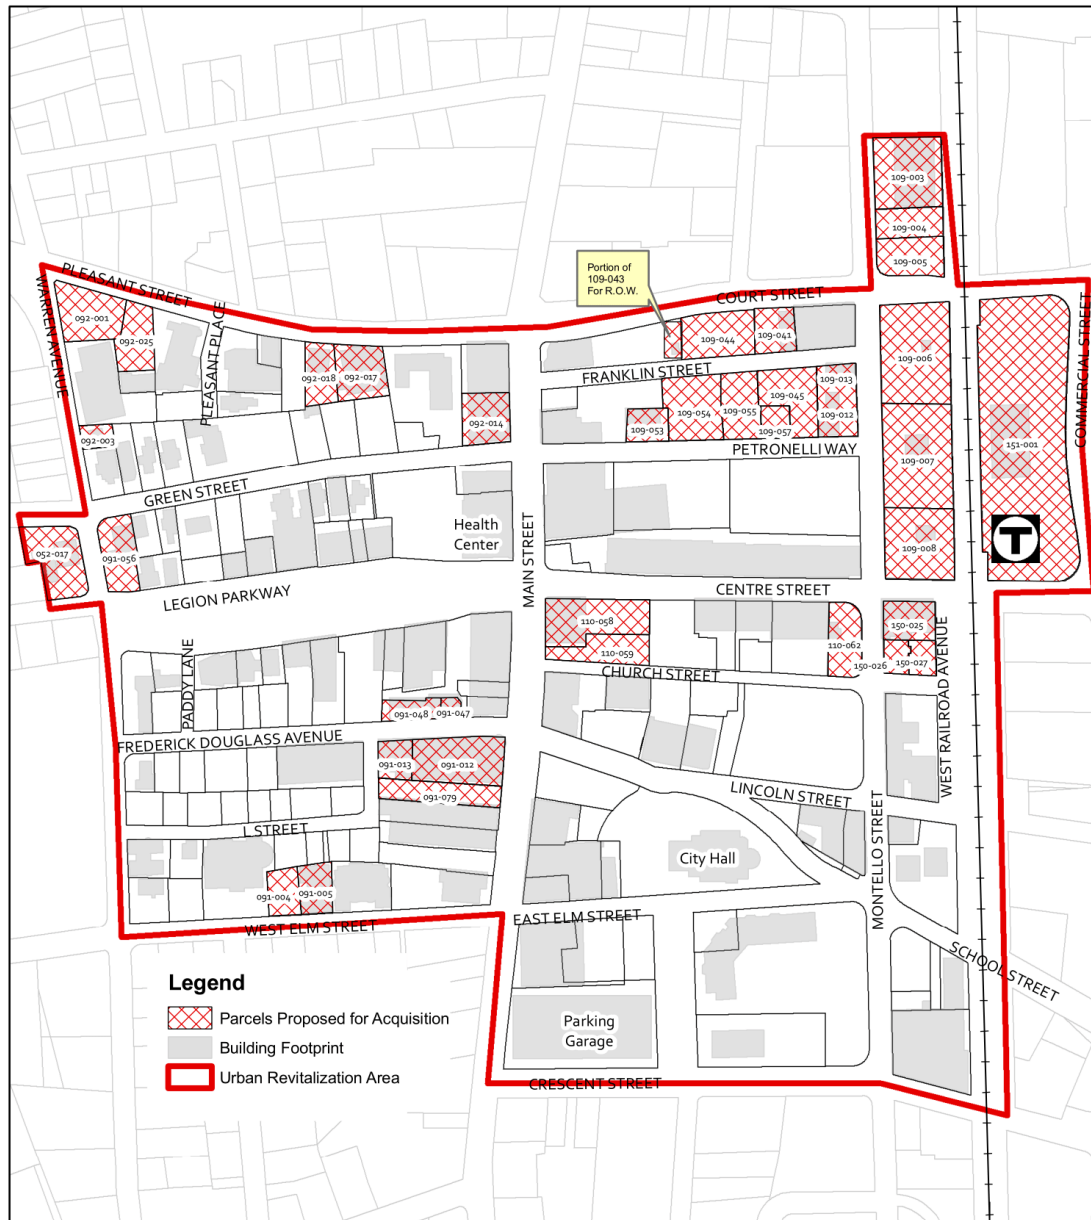 109-003
109-004
109-005
PLEASANT STREET
WARREN AVENUE
092-001
092-025
PLEASANT PLACE
Portion of
109-043
For R.O.W.
COURT STREET
COMMERCIAL STREET
109-044
109-041
109-006
092-018
092-017
FRANKLIN STREET
109-013
109-045
109-054
109-055
109-012
092-014
109-053
109-057
092-003
PETRONELLI WAY
151-001
109-007
GREEN STREET
Health
Center
MAIN STREET
052-017
091-056
109-008
T
LEGION PARKWAY
CENTRE STREET
110-058
110-059
110-062
150-025
150-026
150-027
CHURCH STREET
WEST RAILROAD AVENUE
PADDY LANE
091-048
091-047
FREDERICK DOUGLASS AVENUE
091-013
091-012
091-079
LINCOLN STREET
L STREET
MONTELLO STREET
City Hall
091-004
091-005
WEST ELM STREET
EAST ELM STREET
SCHOOL STREET
Legend
Parcels Proposed for Acquisition
Building Footprint
Urban Revitalization Area
Parking
Garage
CRESCENT STREET